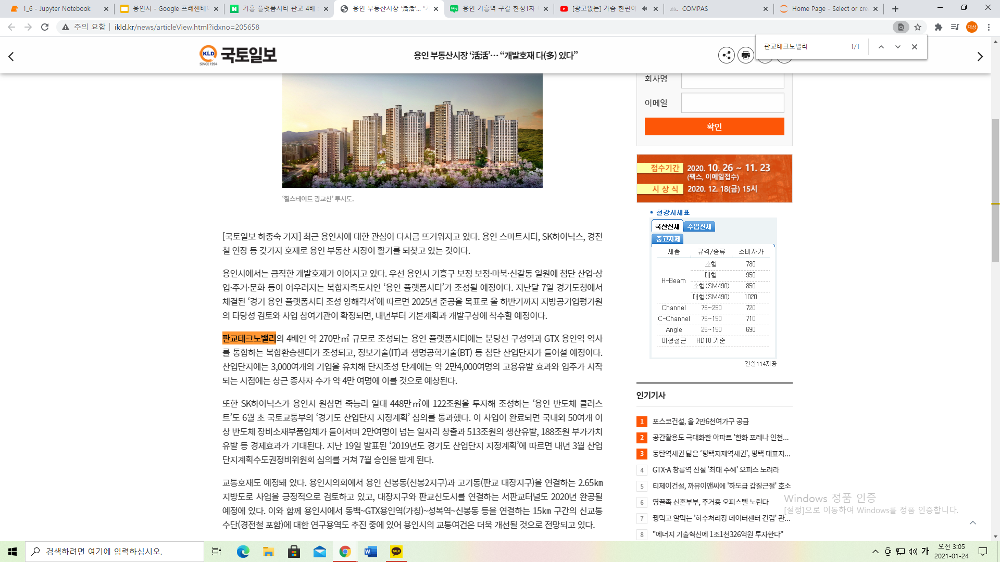 1_6 - Jupyter Notebook
용인시 - Google 프레젠테
기흥 플랫폼시티 판교 4배
용인 부동산시장 ‘活活’… “
용인 기흥역 구갈 한성1차
[광고없는] 가슴 한편이
COMPAS
Home Page - Select or cre
주의 요함
ikld.kr/news/articleView.html?idxno=205658
재상
판교테크노밸리
1/1
KLD
SINCE 1994
국토일보
용인 부동산시장 ‘活活’… “개발호재 다(多) 있다”
회사명
이메일
확인
‘힐스테이트 광교산’ 투시도.
접수기간 2020. 10. 26 ~ 11. 23
(팩스, 이메일접수)
시 상 식 2020. 12. 18(금) 15시
철강시세표
국산신제 수입신제
중고자제
제품 규격/종류 소비자가
소형 780
대형 950
H-Beam
소형(SM490) 850
대형(SM490) 1020
Channel 75~250 720
C-Channel 75~150 710
Angle 25~150 690
이형철근 HD10 기준
건설114제공
[국토일보 하종숙 기자] 최근 용인시에 대한 관심이 다시금 뜨거워지고 있다. 용인 스마트시티, SK하이닉스, 경전
철 연장 등 갖가지 호재로 용인 부동산 시장이 활기를 되찾고 있는 것이다.
용인시에서는 큼직한 개발호재가 이어지고 있다. 우선 용인시 기흥구 보정 보정·마북·신갈동 일원에 첨단 산업·상
업·주거·문화 등이 어우러지는 복합자족도시인 ‘용인 플랫폼시티’가 조성될 예정이다. 지난달 7일 경기도청에서
체결된 ‘경기 용인 플랫폼시티 조성 양해각서’에 따르면 2025년 준공을 목표로 올 하반기까지 지방공기업평가원
의 타당성 검토와 사업 참여기관이 확정되면, 내년부터 기본계획과 개발구상에 착수할 예정이다.
판교테크노밸리의 4배인 약 270만㎡ 규모로 조성되는 용인 플랫폼시티에는 분당선 구성역과 GTX 용인역 역사
를 통합하는 복합환승센터가 조성되고, 정보기술(IT)과 생명공학기술(BT) 등 첨단 산업단지가 들어설 예정이다.
산업단지에는 3,000여개의 기업을 유치해 단지조성 단계에는 약 2만4,000여명의 고용유발 효과와 입주가 시작
되는 시점에는 상근 종사자 수가 약 4만 여명에 이를 것으로 예상된다.
또한 SK하이닉스가 용인시 원삼면 죽능리 일대 448만㎡에 122조원을 투자해 조성하는 ‘용인 반도체 클러스
트’도 6월 초 국토교통부의 ‘경기도 산업단지 지정계획’ 심의를 통과했다. 이 사업이 완료되면 국내외 50여개 이
상 반도체 장비소재부품업체가 들어서며 2만여명이 넘는 일자리 창출과 513조원의 생산유발, 188조원 부가가치
유발 등 경제효과가 기대된다. 지난 19일 발표된 ‘2019년도 경기도 산업단지 지정계획’에 따르면 내년 3월 산업
단지계획수도권정비위원회 심의를 거쳐 7월 승인을 받게 된다.
교통호재도 예정돼 있다. 용인시의회에서 용인 신봉동(신봉2지구)과 고기동(판교 대장지구)을 연결하는 2.65㎞
지방도로 사업을 긍정적으로 검토하고 있고, 대장지구와 판교신도시를 연결하는 서판교터널도 2020년 완공될
예정에 있다. 이와 함께 용인시에서 동백~GTX용인역(가칭)~성복역~신봉동 등을 연결하는 15㎞ 구간의 신교통
수단(경전철 포함)에 대한 연구용역도 추진 중에 있어 용인시의 교통여건은 더욱 개선될 것으로 전망되고 있다.
인기기사
1 포스코건설, 올 2만6천여가구 공급
2 공간활용도 극대화한 아파트 '한화 포레나 인천...
3 동탄역세권 닮은 ‘평택지제역세권’, 평택 대표지...
4 GTX-A 창릉역 신설 '최대 수혜' 오피스 노려라
5 티제이건설, 까뮤이앤씨에 '하도급 갑질근절' 호소
6 영끌족 신혼부부, 주거용 오피스텔 노린다
7 꿩먹고 알먹는 '하수처리장 데이터센터 건립' 관...
8 "에너지 기술혁신에 1조1천326억원 투자한다"
Windows 정품 인증
[설정]으로 이동하여 Windows를 정품 인증합니다.
검색하려면 여기에 입력하십시오.
TALK
가
오전 3:05
2021-01-24